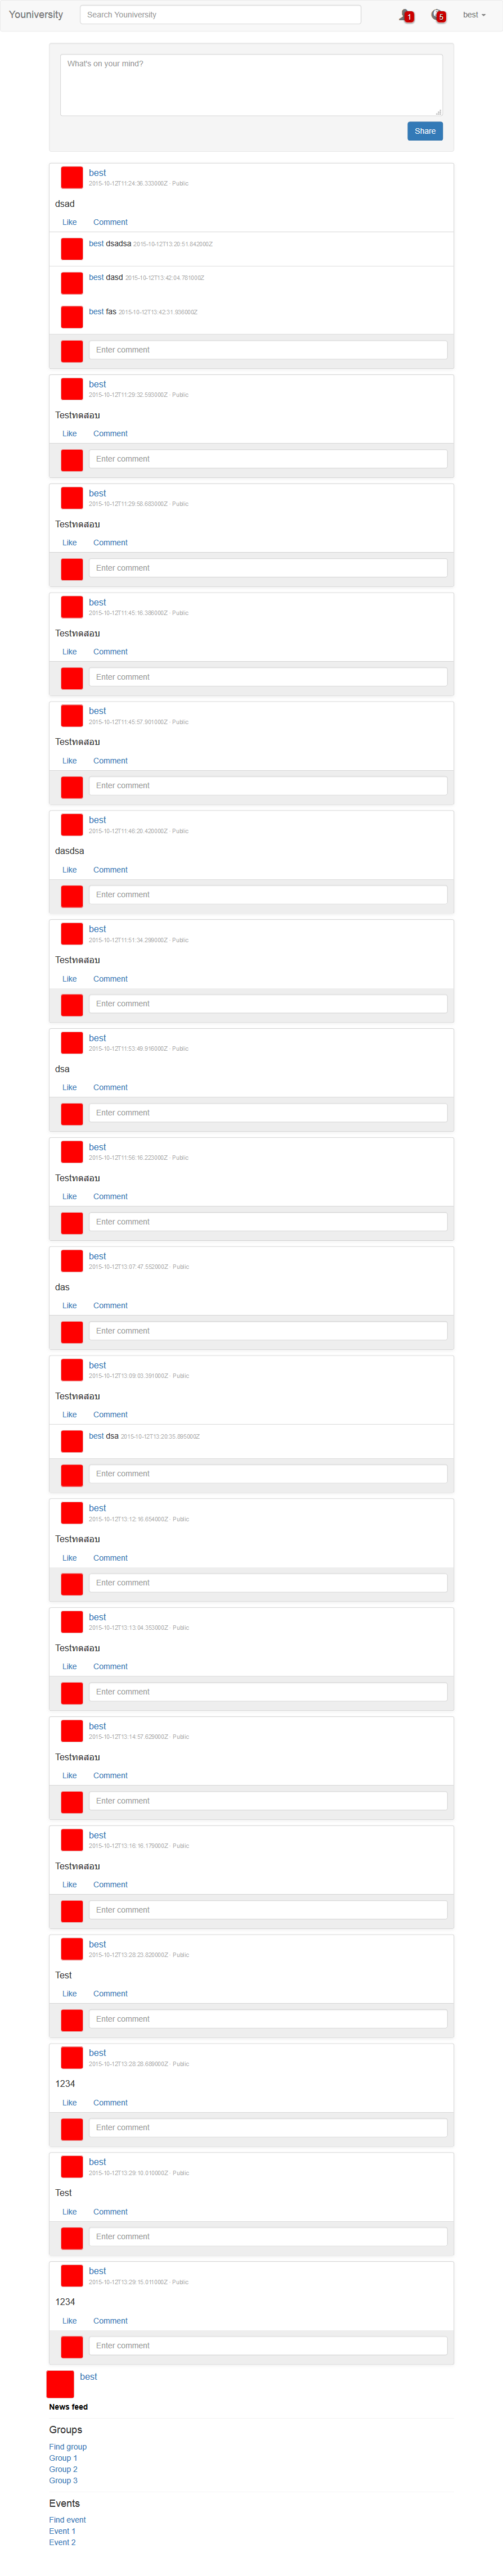 Youniversity Search Youniversity 1 5 best
What's on your mind?
Share
best
2015-10-12T11:24:36.333000Z · Public
dsad
Like Comment
best dsadsa 2015-10-12T13:20:51.842000Z
best dasd 2015-10-12T13:42:04.781000Z
best fas 2015-10-12T13:42:31.936000Z
Enter comment
best
2015-10-12T11:29:32.593000Z · Public
Testทดสอบ
Like Comment
Enter comment
best
2015-10-12T11:29:58.683000Z · Public
Testทดสอบ
Like Comment
Enter comment
best
2015-10-12T11:45:16.386000Z · Public
Testทดสอบ
Like Comment
Enter comment
best
2015-10-12T11:45:57.901000Z · Public
Testทดสอบ
Like Comment
Enter comment
best
2015-10-12T11:46:20.420000Z · Public
dasdsa
Like Comment
Enter comment
best
2015-10-12T11:51:34.299000Z · Public
Testทดสอบ
Like Comment
Enter comment
best
2015-10-12T11:53:49.916000Z · Public
dsa
Like Comment
Enter comment
best
2015-10-12T11:56:16.223000Z · Public
Testทดสอบ
Like Comment
Enter comment
best
2015-10-12T13:07:47.552000Z · Public
das
Like Comment
Enter comment
best
2015-10-12T13:09:03.391000Z · Public
Testทดสอบ
Like Comment
best dsa 2015-10-12T13:20:35.895000Z
Enter comment
best
2015-10-12T13:12:16.654000Z · Public
Testทดสอบ
Like Comment
Enter comment
best
2015-10-12T13:13:04.353000Z · Public
Testทดสอบ
Like Comment
Enter comment
best
2015-10-12T13:14:57.629000Z · Public
Testทดสอบ
Like Comment
Enter comment
best
2015-10-12T13:16:16.179000Z · Public
Testทดสอบ
Like Comment
Enter comment
best
2015-10-12T13:28:23.828000Z · Public
Test
Like Comment
Enter comment
best
2015-10-12T13:28:28.689000Z · Public
1234
Like Comment
Enter comment
best
2015-10-12T13:29:10.010000Z · Public
Test
Like Comment
Enter comment
best
2015-10-12T13:29:15.011000Z · Public
1234
Like Comment
Enter comment
best
News feed
Groups
Find group
Group 1
Group 2
Group 3
Events
Find event
Event 1
Event 2